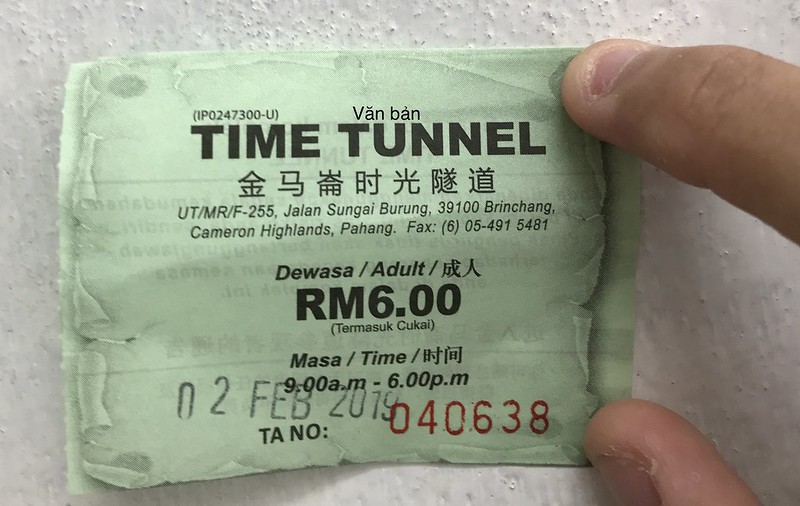 (IP0247300-U)
Văn bản
TIME TUNNEL
金马崙时光隧道
UT/MR/F-255, Jalan Sungai Burung, 39100 Brinchang,
Cameron Highlands, Pahang. Fax: (6) 05-491 5481
Dewasa / Adult / 成人
RM6.00
(Termasuk Cukai)
Masa / Time / 时间
9.00a.m - 6.00p.m
02 FEB 2019
040638
TA NO: